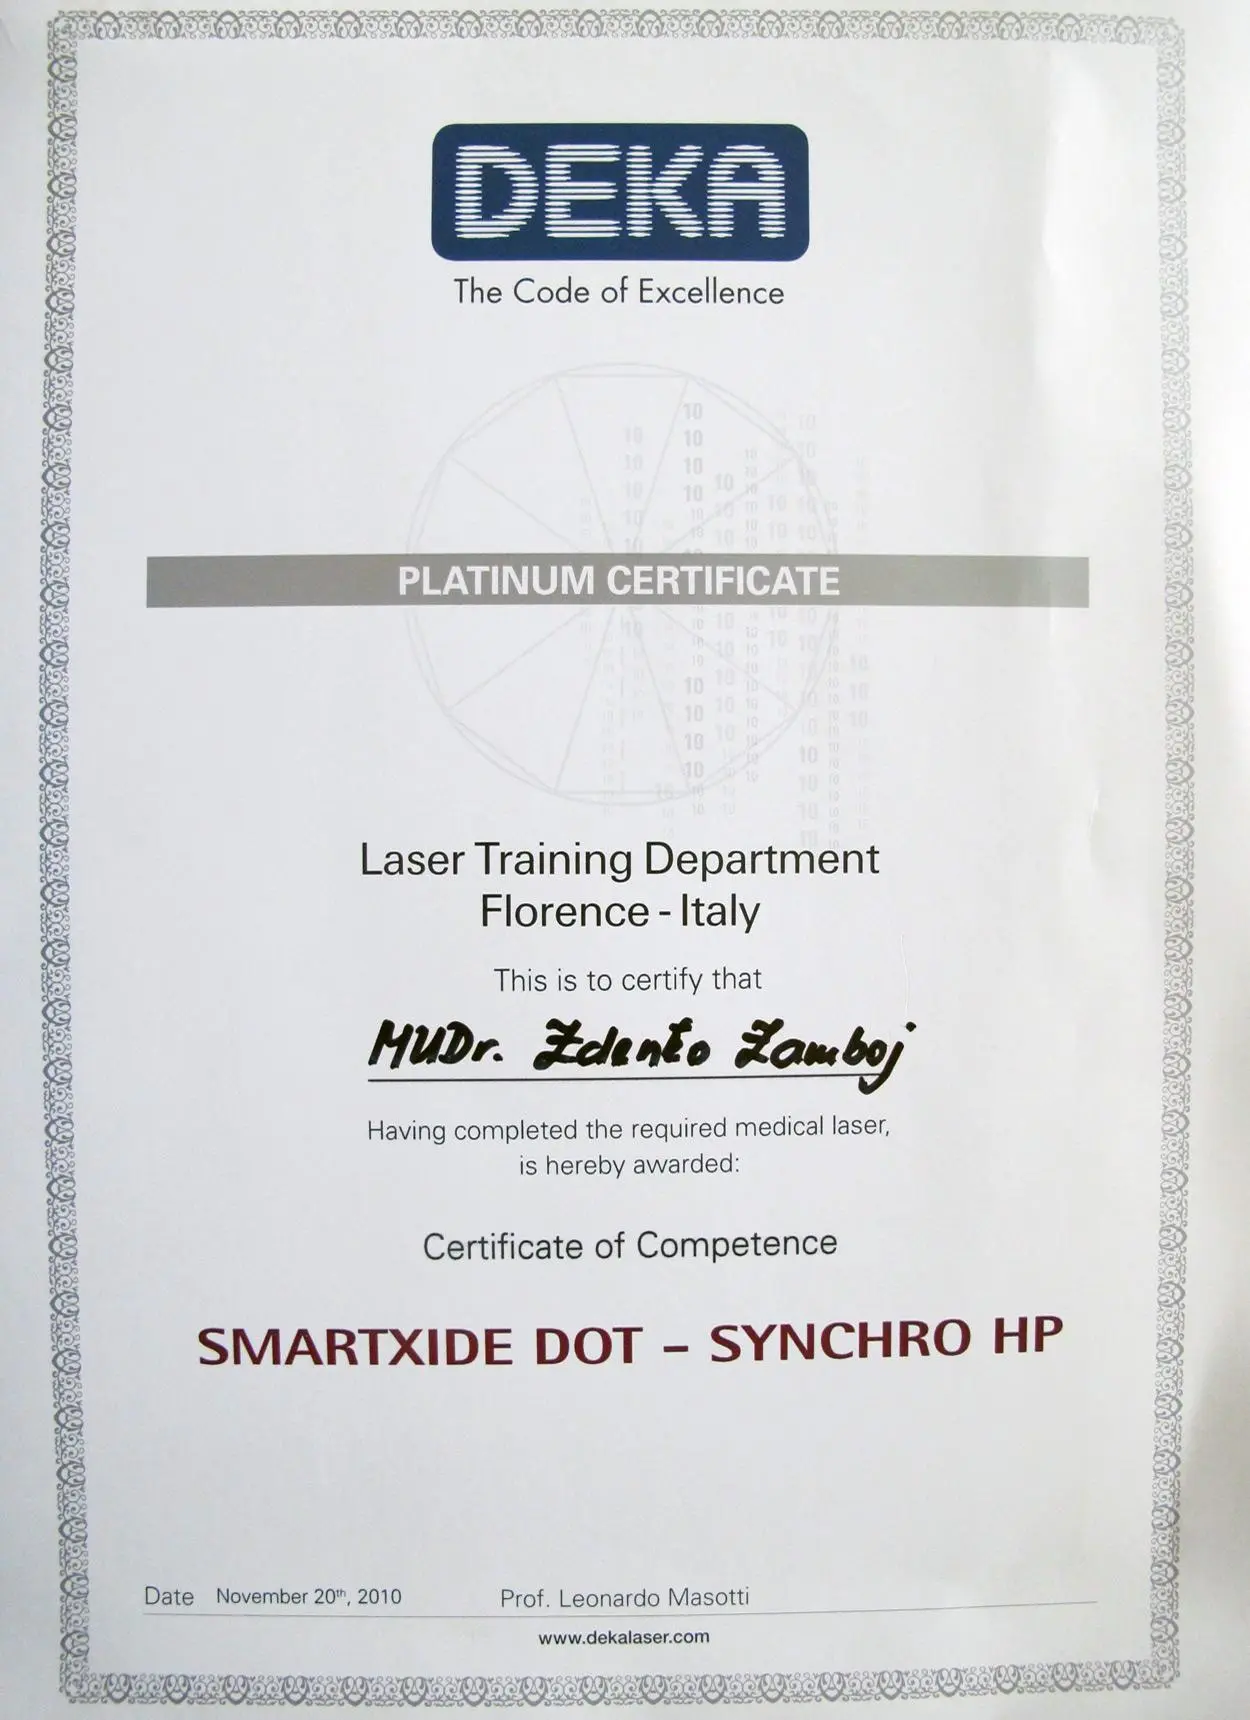 DEKA
The Code of Excellence
PLATINUM CERTIFICATE
Laser Training Department
Florence - Italy
This is to certify that
MUDr. Zdenko Zamboj
Having completed the required medical laser,
is hereby awarded:
Certificate of Competence
SMARTXIDE DOT – SYNCHRO HP
Date November 20th, 2010 Prof. Leonardo Masotti
www.dekalaser.com